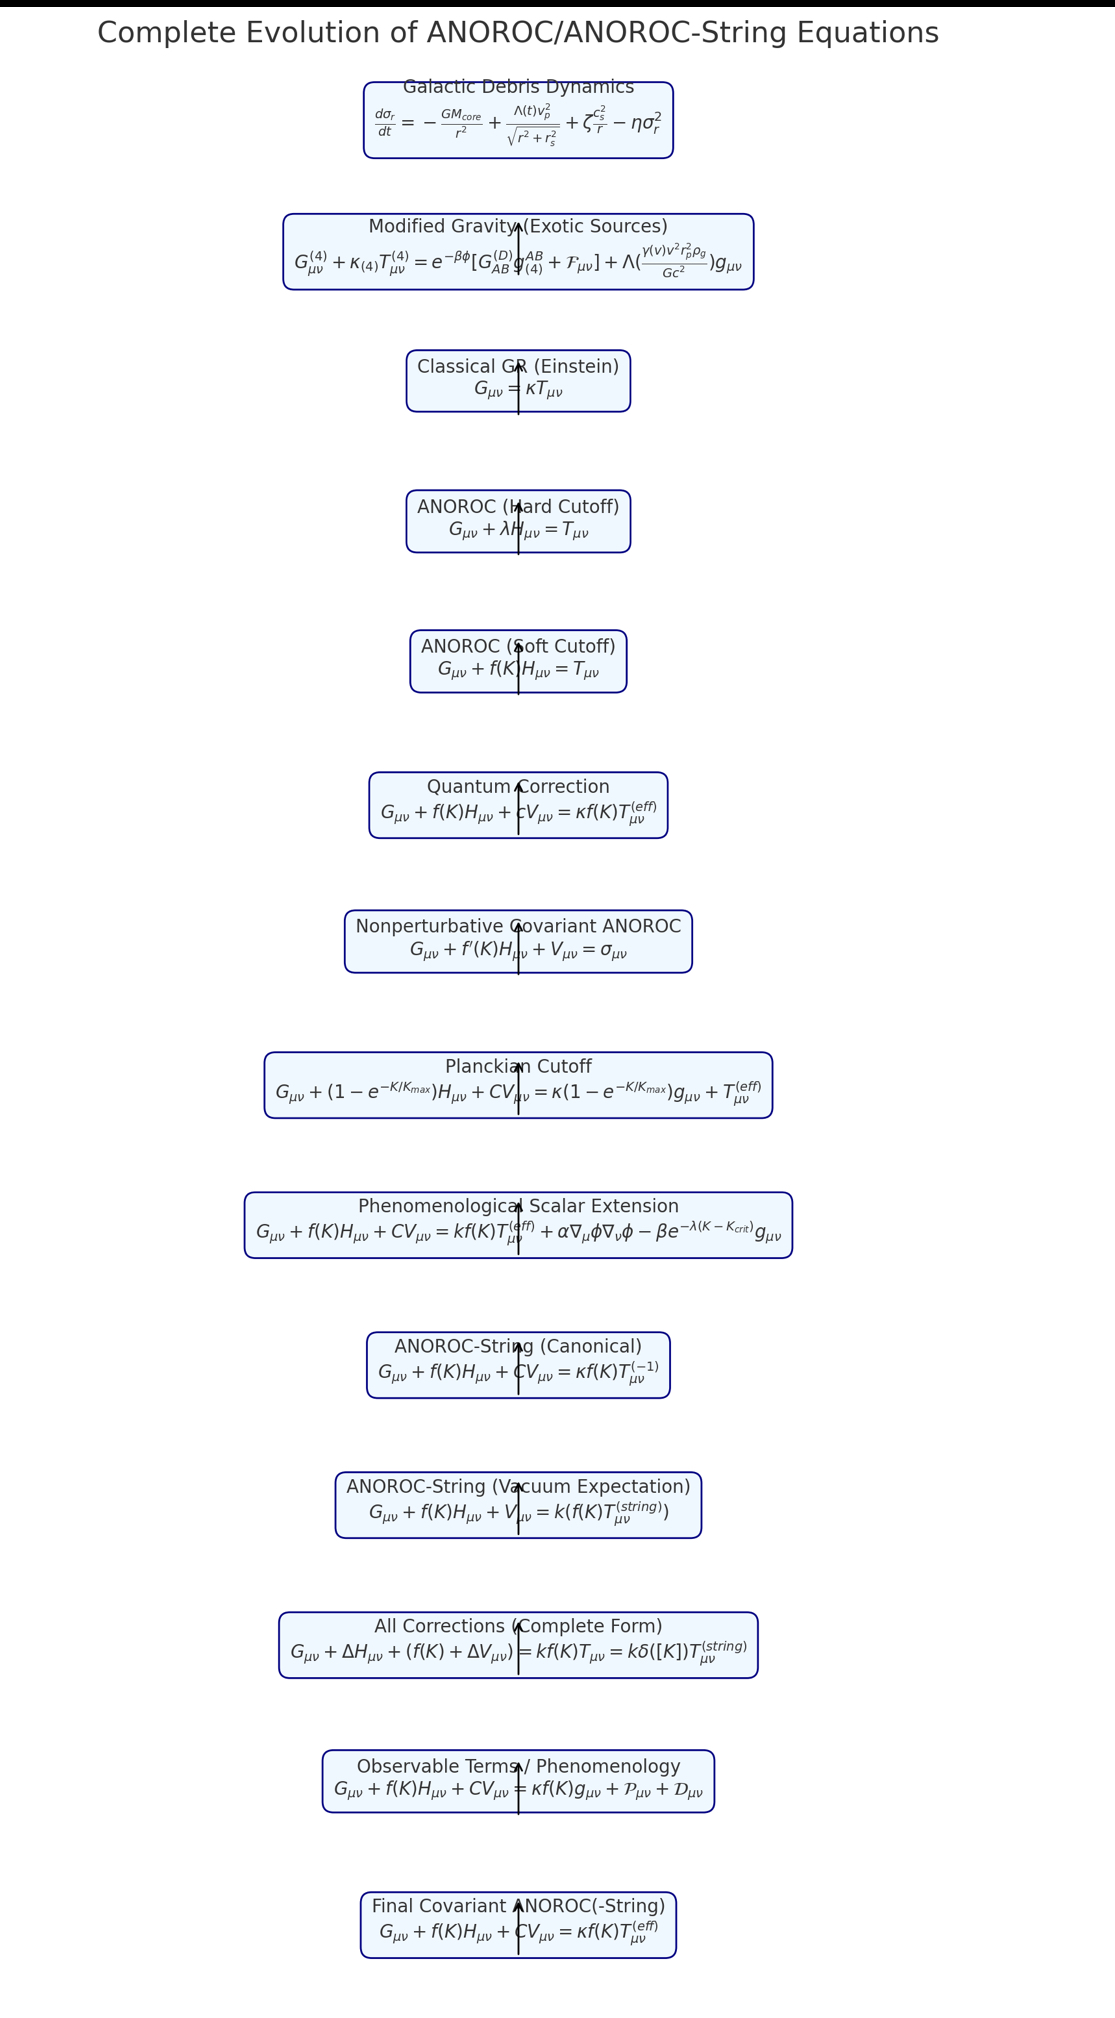 Complete Evolution of ANOROC/ANOROC-String Equations
Galactic Debris Dynamics
$\frac{d\sigma_r}{dt} = -\frac{GM_{core}}{r^2} + \frac{\Lambda(t)v_p^2}{\sqrt{r^2+r_s^2}} + \zeta\frac{c_s^2}{r} - \eta\sigma_r^2$
Modified Gravity (Exotic Sources)
$G_{\mu\nu}^{(4)} + \kappa_{(4)}T_{\mu\nu}^{(4)} = e^{-\beta\phi}[G_{AB}^{(D)}g_{(4)}^{AB} + \mathcal{F}_{\mu\nu}] + \Lambda(\frac{\gamma(v)v^2r_p^2\rho_g}{Gc^2})g_{\mu\nu}$
Classical GR (Einstein)
$G_{\mu\nu} = \kappa T_{\mu\nu}$
ANOROC (Hard Cutoff)
$G_{\mu\nu} + \lambda H_{\mu\nu} = T_{\mu\nu}$
ANOROC (Soft Cutoff)
$G_{\mu\nu} + f(K)H_{\mu\nu} = T_{\mu\nu}$
Quantum Correction
$G_{\mu\nu} + f(K)H_{\mu\nu} + cV_{\mu\nu} = \kappa f(K)T_{\mu\nu}^{(eff)}$
Nonperturbative Covariant ANOROC
$G_{\mu\nu} + f'(K)H_{\mu\nu} + V_{\mu\nu} = \sigma_{\mu\nu}$
Planckian Cutoff
$G_{\mu\nu} + (1 - e^{-K/K_{max}})H_{\mu\nu} + CV_{\mu\nu} = \kappa(1 - e^{-K/K_{max}})g_{\mu\nu} + T_{\mu\nu}^{(eff)}$
Phenomenological Scalar Extension
$G_{\mu\nu} + f(K)H_{\mu\nu} + CV_{\mu\nu} = kf(K)T_{\mu\nu}^{(eff)} + \alpha\nabla_\mu\phi\nabla_\nu\phi - \beta e^{-\lambda(K-K_{crit})}g_{\mu\nu}$
ANOROC-String (Canonical)
$G_{\mu\nu} + f(K)H_{\mu\nu} + CV_{\mu\nu} = \kappa f(K)T_{\mu\nu}^{(-1)}$
ANOROC-String (Vacuum Expectation)
$G_{\mu\nu} + f(K)H_{\mu\nu} + V_{\mu\nu} = k(f(K)T_{\mu\nu}^{(string)})$
All Corrections (Complete Form)
$G_{\mu\nu} + \Delta H_{\mu\nu} + (f(K) + \Delta V_{\mu\nu}) = kf(K)T_{\mu\nu} = k\delta([K])T_{\mu\nu}^{(string)}$
Observable Terms / Phenomenology
$G_{\mu\nu} + f(K)H_{\mu\nu} + CV_{\mu\nu} = \kappa f(K)g_{\mu\nu} + \mathcal{P}_{\mu\nu} + \mathcal{D}_{\mu\nu}$
Final Covariant ANOROC(-String)
$G_{\mu\nu} + f(K)H_{\mu\nu} + CV_{\mu\nu} = \kappa f(K)T_{\mu\nu}^{(eff)}$